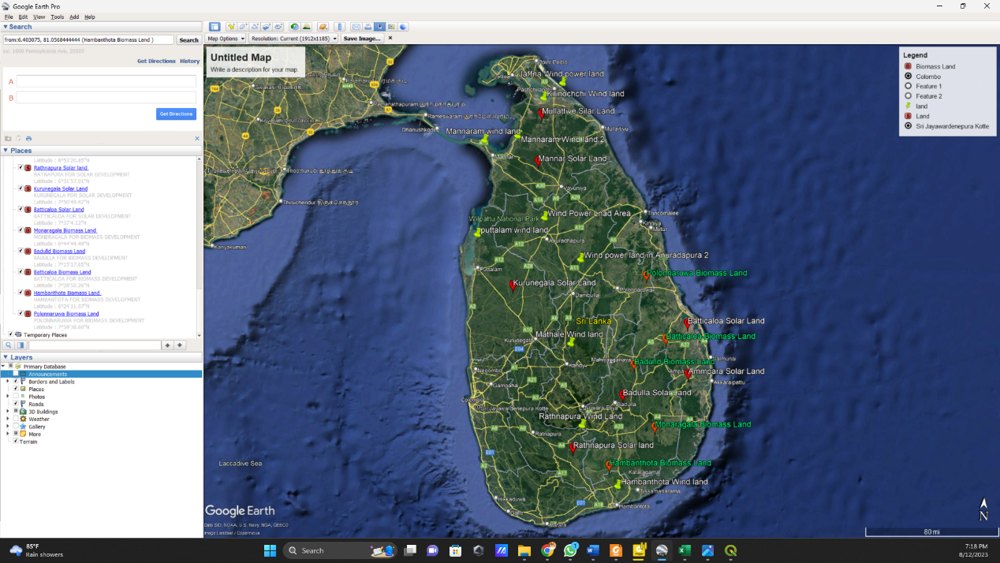 Google Earth Pro
File Edit View Tools Add Help
Search
from:6.403075, 81.0568444444 (Hambanthota Biomass Land )
Search
ex: 1600 Pennsylvania Ave, 20500
Get Directions History
A
B
Get Directions
Places
Latitude : 8°53'20.85"N
Rathnapura Solar land
RATNAPURA FOR SOLAR DEVELOPMENT
Latitude : 6°31'57.01"N
Kurunegala Solar Land
KURUNEGALA FOR SOLAR DEVELOPMENT
Latitude : 7°50'49.42"N
Batticaloa Solar Land
BATTICALOA FOR SOLAR DEVELOPMENT
Latitude : 7°37'4.12"N
Monaragala Biomass Land
MONERAGALA FOR BIOMASS DEVELOPMENT
Latitude : 6°44'44.49"N
Badulld Biomass Land
BADULLA FOR BIOMASS DEVELOPMENT
Latitude : 7°15'17.65"N
Batticaloa Biomass Land
BATTICALOA FOR BIOMASS DEVELOPMENT
Latitude : 7°28'50.36"N
Hambanthota Biomass Land
HAMBANTOTA FOR BIOMASS DEVELOPMENT
Latitude : 6°24'11.07"N
Polonnaruwa Biomass Land
POLONNARUWA FOR BIOMASS DEVELOPMENT
Latitude : 7°59'38.60"N
Temporary Places
Layers
Primary Database
Announcements
Borders and Labels
Places
Photos
Roads
3D Buildings
Weather
Gallery
More
Terrain
Map Options Resolution: Current (1912x1185) Save Image...
Untitled Map
Write a description for your map.
Legend
Biomass Land
Colombo
Feature 1
Feature 2
land
Land
Sri Jayawardenepura Kotte
Point Pedro
Jaffna Wind power land
Kilinochchi Wind land
Mullattive Silar Land
Ramanathapuram
Rameswaram
Dhanushkodi
Mullaitivu
Mannaram wind land
Mannaram Wind land 2
Mannar Solar Land
Thoothukudi
Vavuniya
Thiruchendur
Wind Power Lnad Area
Trincomalee
Wilpattu National Park
Kinniya
Mutur
puttalam wind land
Anuradhapura
Kanyakumari
Wind power land in Anuradapura 2
Puttalam
Polonnaruwa Biomass Land
Kurunegala Solar Land
Polonnaruwa
Dambulla
Sri Lanka
Batticaloa Solar Land
Mathale Wind land
Batticaloa Biomass Land
Kurunegala
Badulld Biomass Land
Kalmunai
Negombo
Kandy
Ammpara Solar Land
Akkaraipattu
Gampaha
Badulla Solar Land
Badulla
Sri Jayawardenepura Kotte
Nuwara Eliya
Rathnapura Wind Land
Monaragala Biomass Land
Ratnapura
Rathnapura Solar land
Laccadive Sea
Hambanthota Biomass Land
Kataragama
Hambanthota Wind land
Tissamaharama
Hikkaduwa
Hambantota
Galle
Matara
Google Earth
Data SIO, NOAA, U.S. Navy, NGA, GEBCO
Image Landsat / Copernicus
N
80 mi
85°F
Rain showers
Search
7:18 PM
8/12/2023